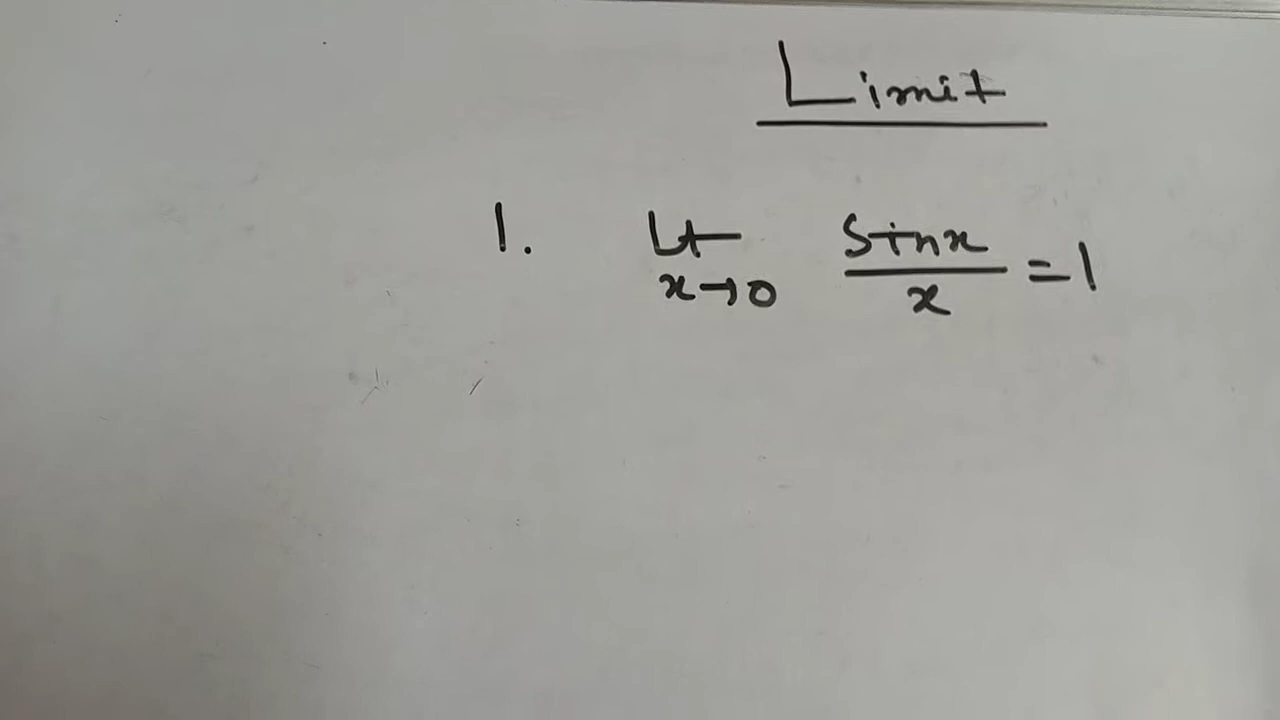 Limit
1. Lt x→0 sinx/x = 1